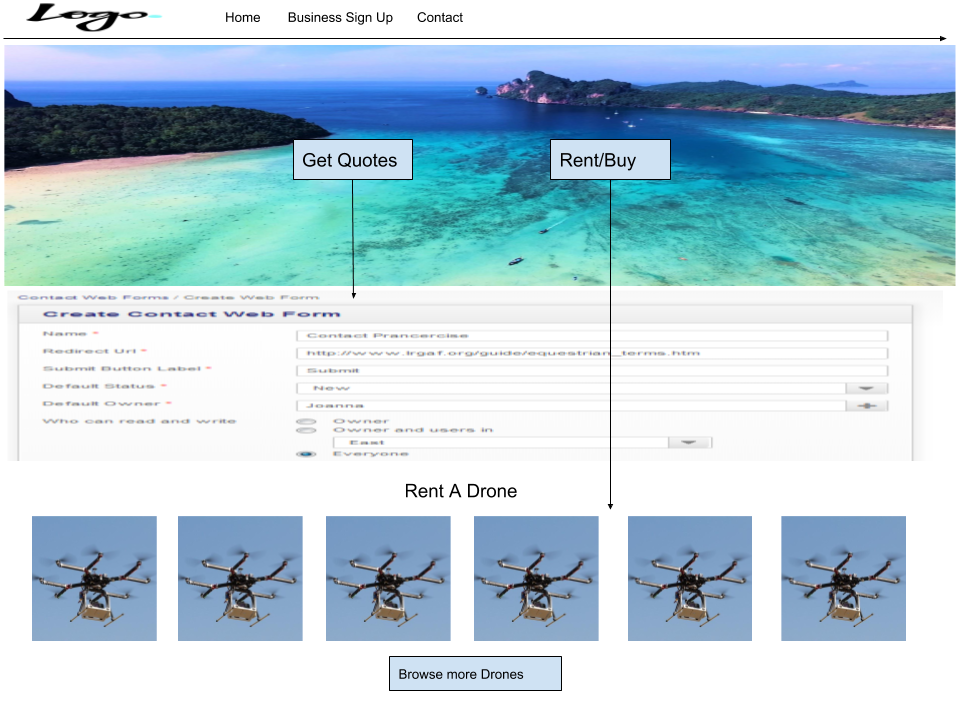 Logo
Home Business Sign Up Contact
Get Quotes Rent/Buy
Contact Web Forms / Create Web Form
Create Contact Web Form
Name * Contact Prancercise
Redirect Url * http://www.lrgaf.org/guide/equestrian_terms.htm
Submit Button Label * Submit
Default Status * New
Default Owner * Joanna
Who can read and write Owner
Owner and users in
East
Everyone
Rent A Drone
Browse more Drones